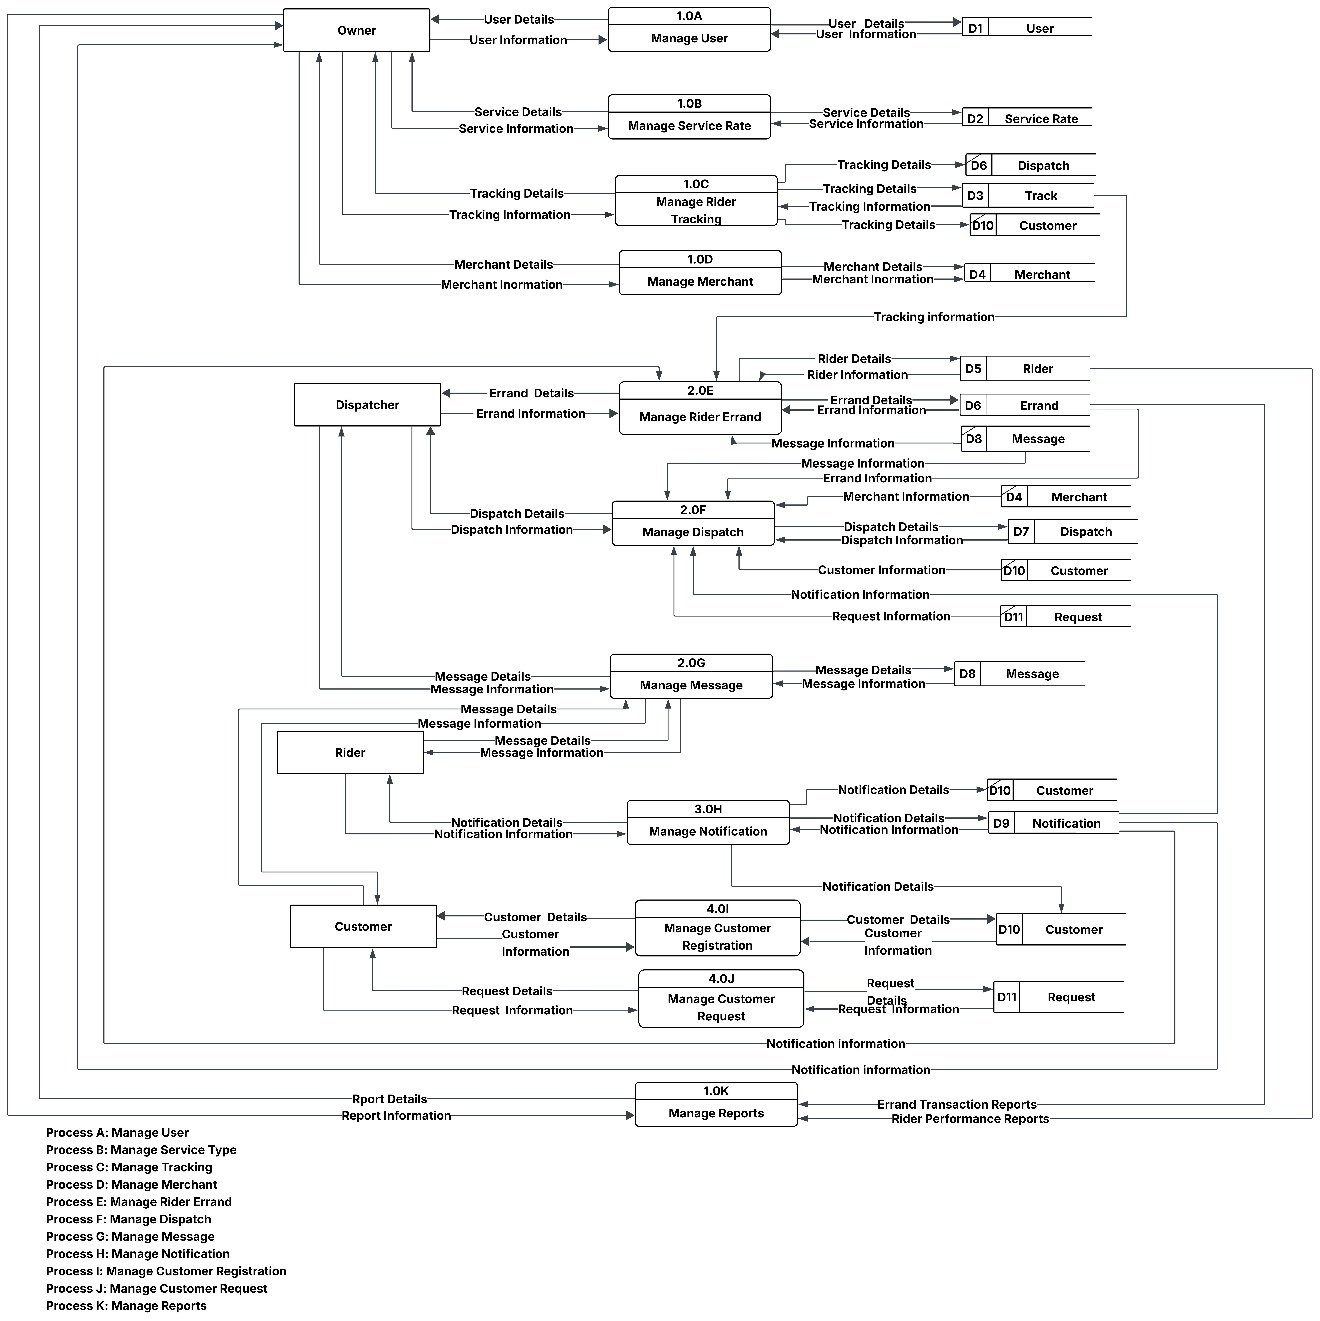 Owner
User Details
User Information
1.0A
Manage User
User Details
User Information
D1 User
Service Details
Service Information
1.0B
Manage Service Rate
Service Details
Service Information
D2 Service Rate
Tracking Details
Tracking Information
1.0C
Manage Rider
Tracking
Tracking Details
D6 Dispatch
Tracking Details
Tracking Information
D3 Track
Tracking Details
D10 Customer
Merchant Details
Merchant Inormation
1.0D
Manage Merchant
Merchant Details
Merchant Inormation
D4 Merchant
Tracking information
Dispatcher
Errand Details
Errand Information
2.0E
Manage Rider Errand
Rider Details
Rider Information
D5 Rider
Errand Details
Errand Information
D6 Errand
Message Information
D8 Message
Message Information
Errand Information
Dispatch Details
Dispatch Information
2.0F
Manage Dispatch
Merchant Information
D4 Merchant
Dispatch Details
Dispatch Information
D7 Dispatch
Customer Information
D10 Customer
Notification Information
Request Information
D11 Request
Message Details
Message Information
2.0G
Manage Message
Message Details
Message Information
D8 Message
Message Details
Message Information
Rider
Message Details
Message Information
Notification Details
Notification Information
3.0H
Manage Notification
Notification Details
D10 Customer
Notification Details
Notification Information
D9 Notification
Notification Details
Customer
Customer Details
Customer
Information
4.0I
Manage Customer
Registration
Customer Details
Customer
Information
D10 Customer
Request Details
Request Information
4.0J
Manage Customer
Request
Request
Details
Request Information
D11 Request
Notification information
Notification information
Rport Details
Report Information
1.0K
Manage Reports
Errand Transaction Reports
Rider Performance Reports
Process A: Manage User
Process B: Manage Service Type
Process C: Manage Tracking
Process D: Manage Merchant
Process E: Manage Rider Errand
Process F: Manage Dispatch
Process G: Manage Message
Process H: Manage Notification
Process I: Manage Customer Registration
Process J: Manage Customer Request
Process K: Manage Reports